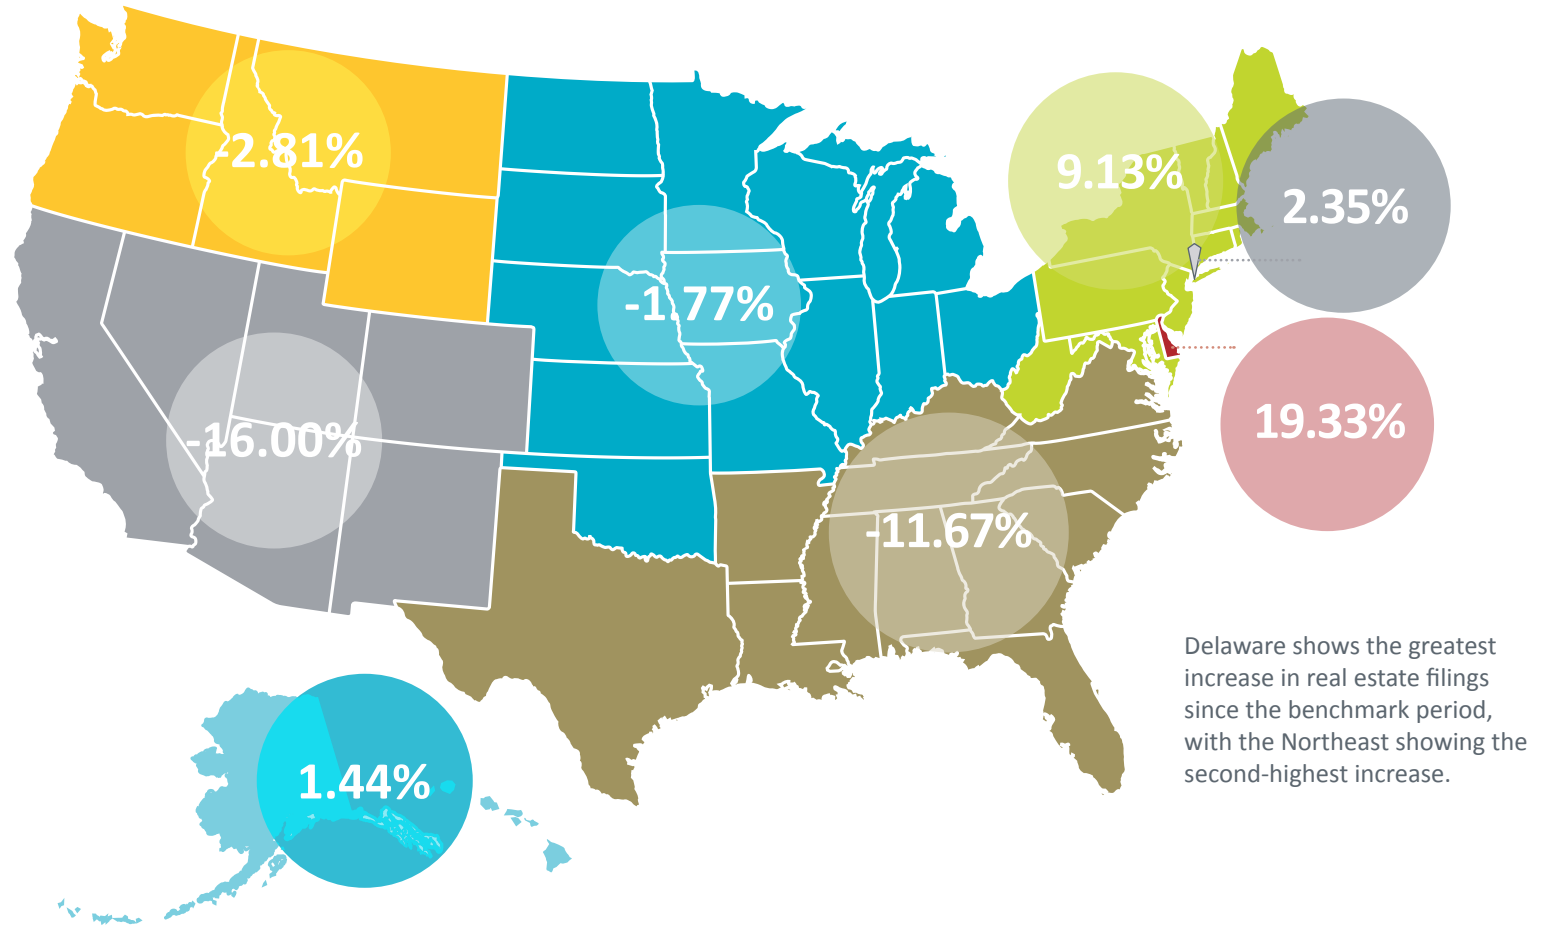 -2.81%
9.13%
2.35%
-1.77%
19.33%
-16.00%
-11.67%
Delaware shows the greatest
increase in real estate filings
since the benchmark period,
with the Northeast showing the
second-highest increase.
1.44%